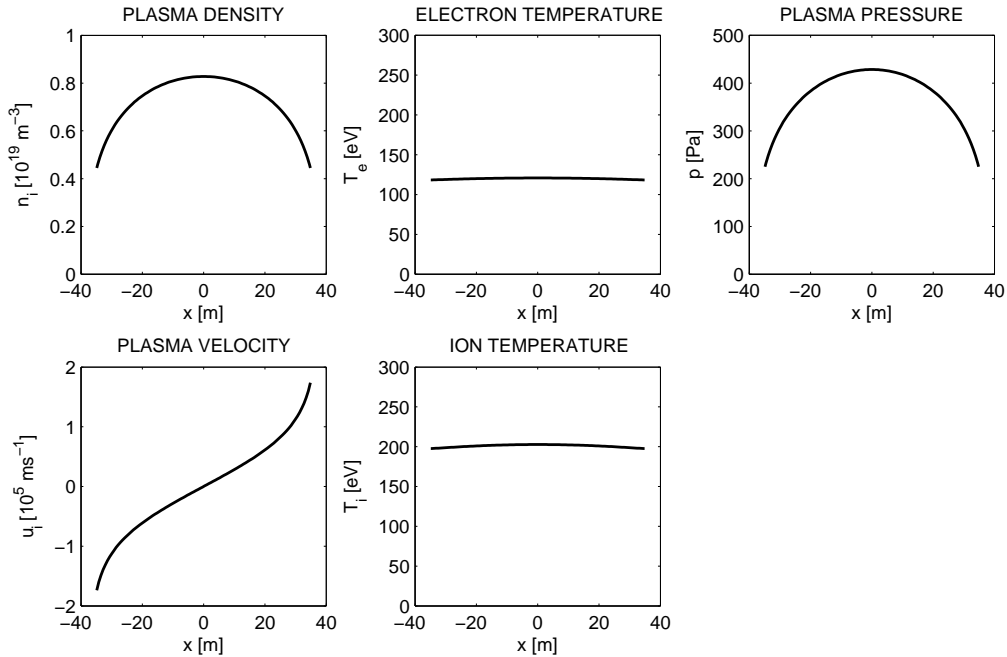 PLASMA DENSITY
1
0.8
0.6
0.4
0.2
0
n_i [10^19 m^−3]
−40 −20 0 20 40
x [m]
ELECTRON TEMPERATURE
300
250
200
150
100
50
0
T_e [eV]
−40 −20 0 20 40
x [m]
PLASMA PRESSURE
500
400
300
200
100
0
p [Pa]
−40 −20 0 20 40
x [m]
PLASMA VELOCITY
2
1
0
−1
−2
u_i [10^5 ms^−1]
−40 −20 0 20 40
x [m]
ION TEMPERATURE
300
250
200
150
100
50
0
T_i [eV]
−40 −20 0 20 40
x [m]